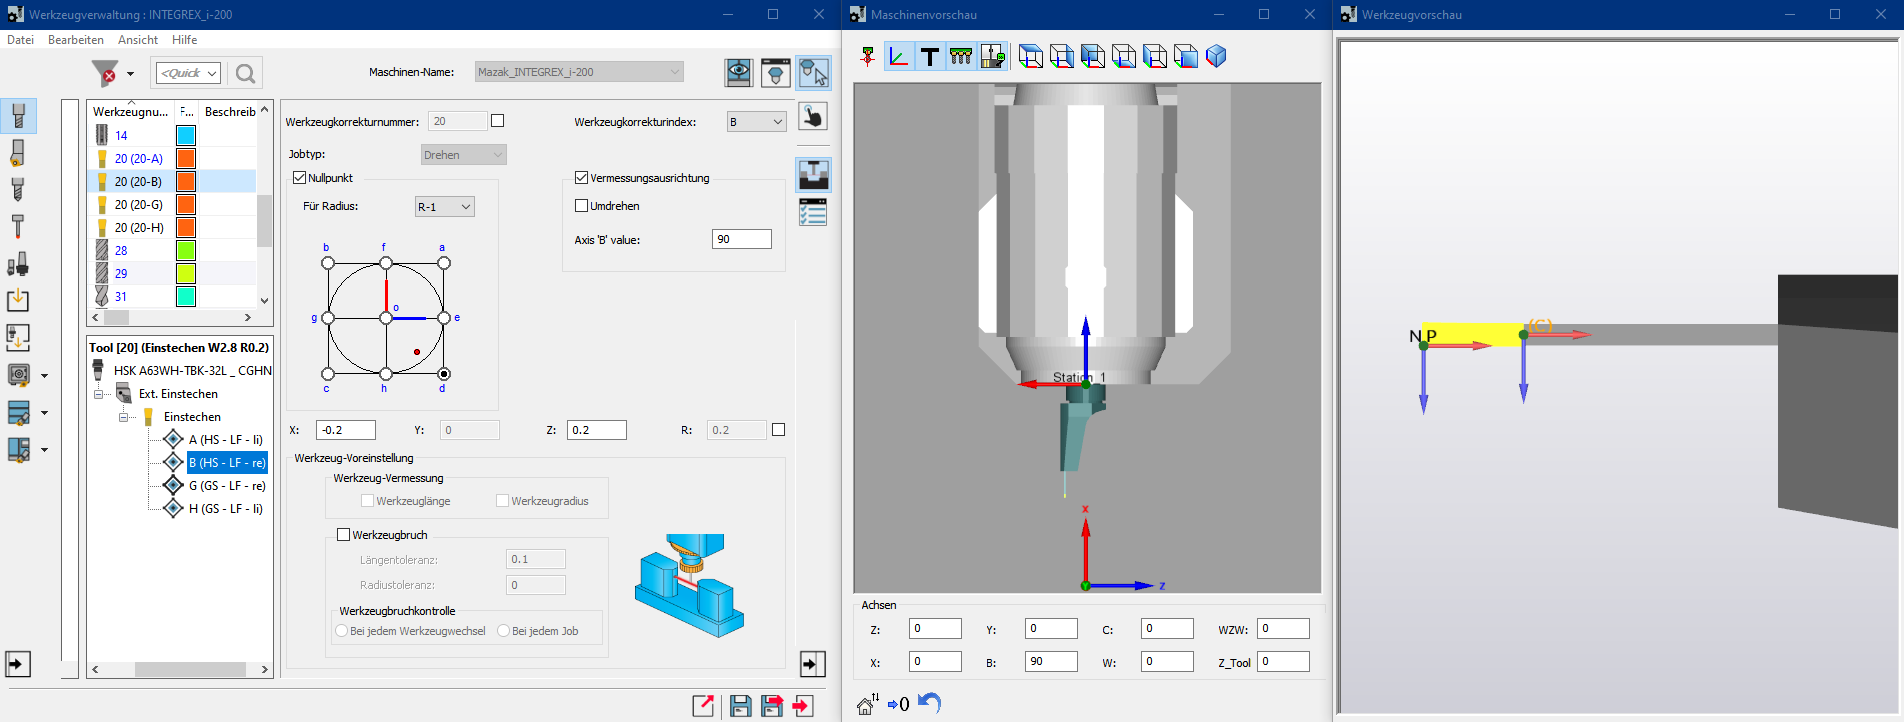 Werkzeugverwaltung : INTEGREX_i-200
Datei Bearbeiten Ansicht Hilfe
<Quick
Maschinen-Name: Mazak_INTEGREX_i-200
Werkzeugnu... F... Beschreib
14
20 (20-A)
20 (20-B)
20 (20-G)
20 (20-H)
28
29
31
Tool [20] (Einstechen W2.8 R0.2)
HSK A63WH-TBK-32L _ CGHN
Ext. Einstechen
Einstechen
A (HS - LF - li)
B (HS - LF - re)
G (GS - LF - re)
H (GS - LF - li)
Werkzeugkorrekturnummer: 20
Werkzeugkorrekturindex: B
Jobtyp: Drehen
Nullpunkt
Für Radius: R-1
b f a
g o e
c h d
Vermessungsausrichtung
Umdrehen
Axis 'B' value: 90
X: -0.2 Y: 0 Z: 0.2 R: 0.2
Werkzeug-Voreinstellung
Werkzeug-Vermessung
Werkzeuglänge Werkzeugradius
Werkzeugbruch
Längentoleranz: 0.1
Radiustoleranz: 0
Werkzeugbruchkontrolle
Bei jedem Werkzeugwechsel Bei jedem Job
Maschinenvorschau
Station_1
X
Y
Z
Achsen
Z: 0 Y: 0 C: 0 WZW: 0
X: 0 B: 90 W: 0 Z_Tool 0
0
Werkzeugvorschau
N P
(C)